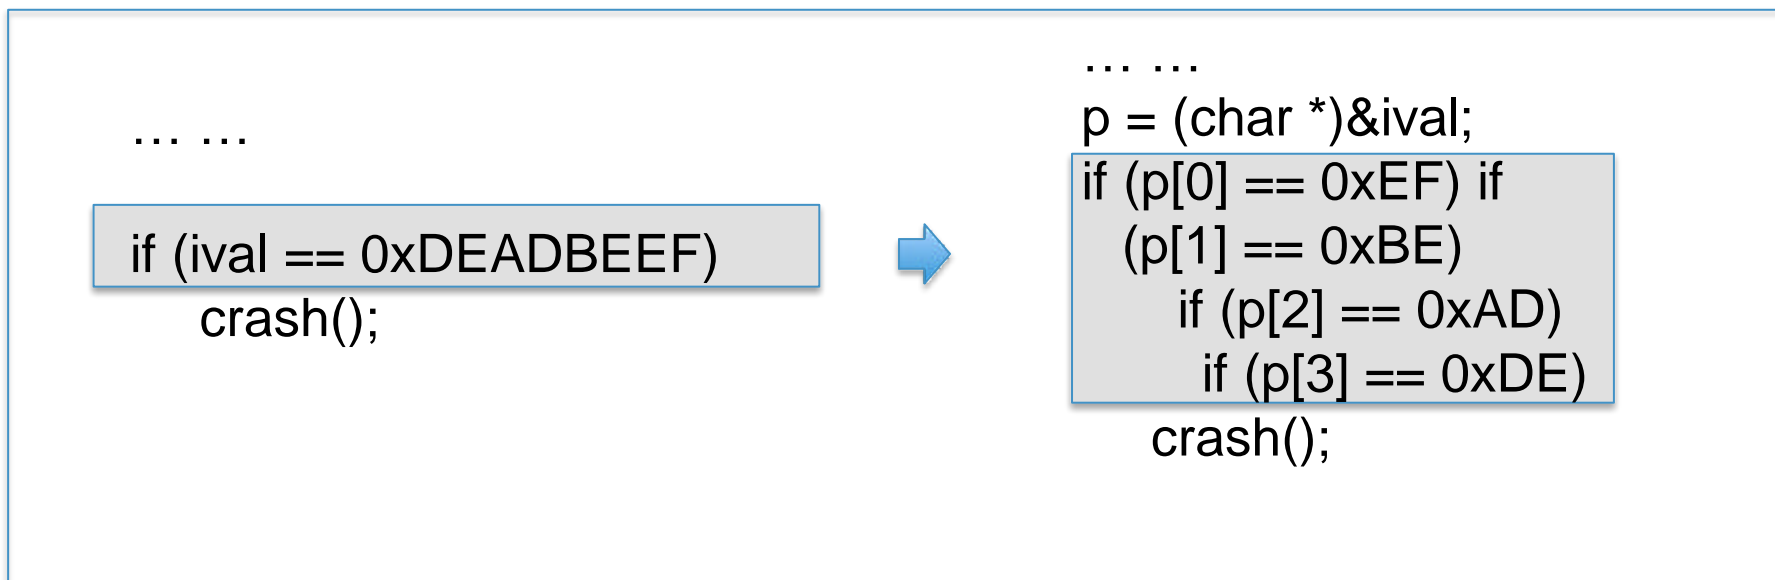 … …
if (ival == 0xDEADBEEF)
crash();
… …
p = (char *)&ival;
if (p[0] == 0xEF) if
(p[1] == 0xBE)
if (p[2] == 0xAD)
if (p[3] == 0xDE)
crash();